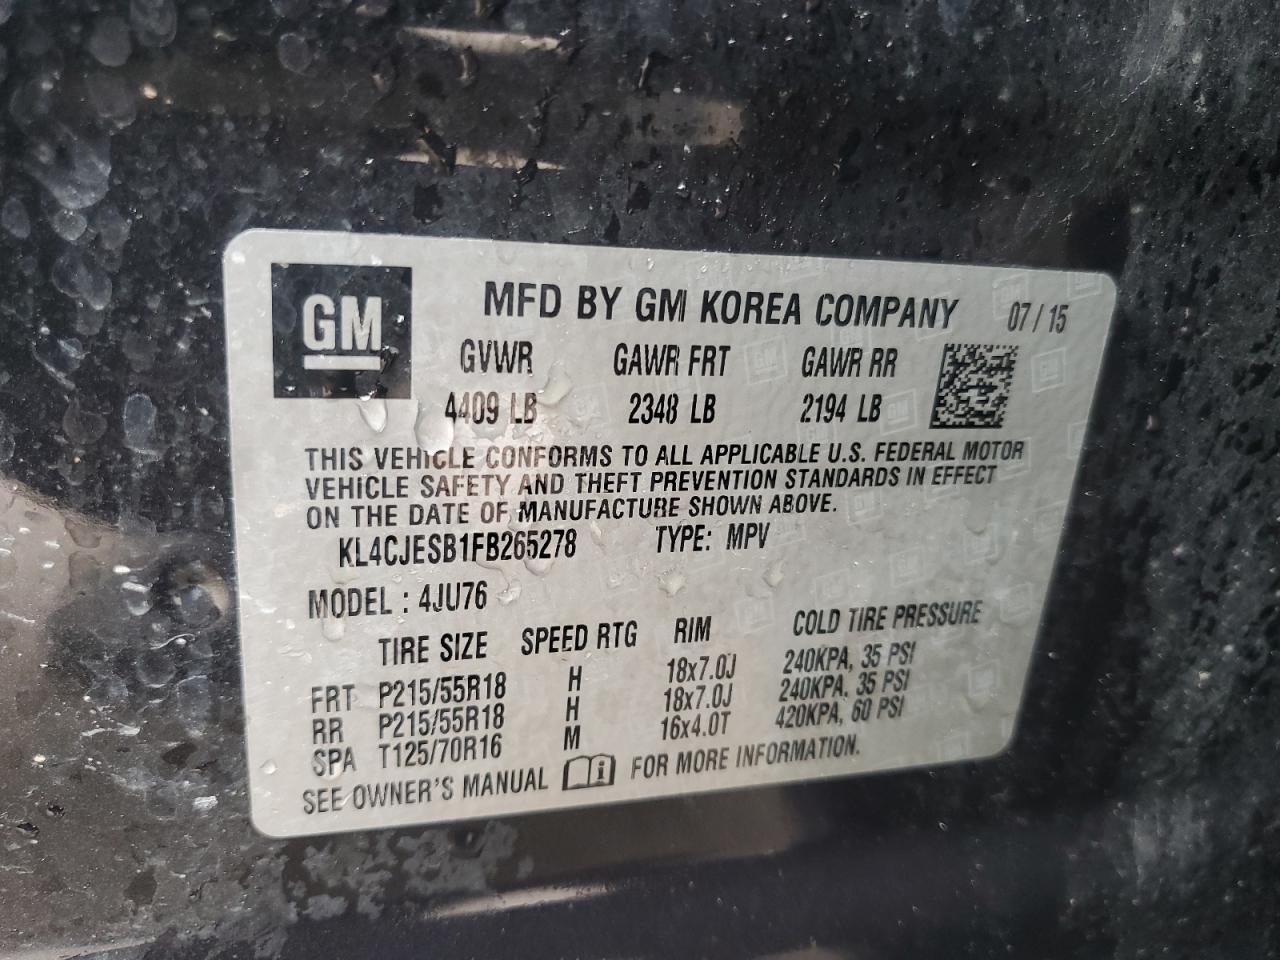 GM
MFD BY GM KOREA COMPANY 07/15
GVWR GAWR FRT GAWR RR
4409 LB 2348 LB 2194 LB
THIS VEHICLE CONFORMS TO ALL APPLICABLE U.S. FEDERAL MOTOR
VEHICLE SAFETY AND THEFT PREVENTION STANDARDS IN EFFECT
ON THE DATE OF MANUFACTURE SHOWN ABOVE.
KL4CJESB1FB265278 TYPE: MPV
MODEL : 4JU76
TIRE SIZE SPEED RTG RIM COLD TIRE PRESSURE
FRT P215/55R18 H 18x7.0J 240KPA, 35 PSI
RR P215/55R18 H 18x7.0J 240KPA, 35 PSI
SPA T125/70R16 M 16x4.0T 420KPA, 60 PSI
SEE OWNER'S MANUAL i FOR MORE INFORMATION.